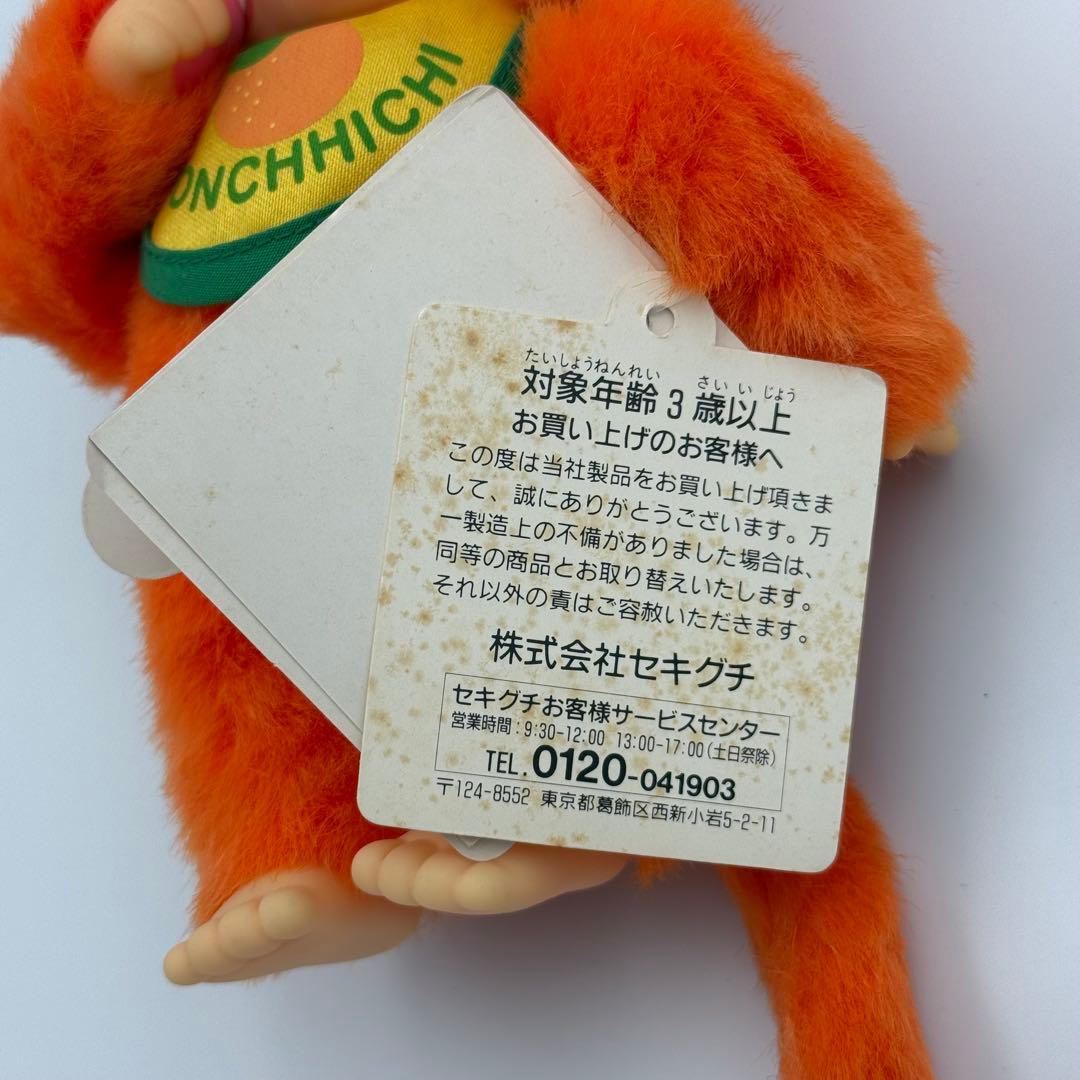 ONCHHICHI
たいしょうねんれい さい いじょう
対象年齢3歳以上
お買い上げのお客様へ
この度は当社製品をお買い上げ頂きま
して、誠にありがとうございます。万
一製造上の不備がありました場合は、
同等の商品とお取り替えいたします。
それ以外の責はご容赦いただきます。
株式会社セキグチ
セキグチお客様サービスセンター
営業時間:9:30-12:00 13:00-17:00(土日祭除)
TEL.0120-041903
〒124-8552 東京都葛飾区西新小岩5-2-11